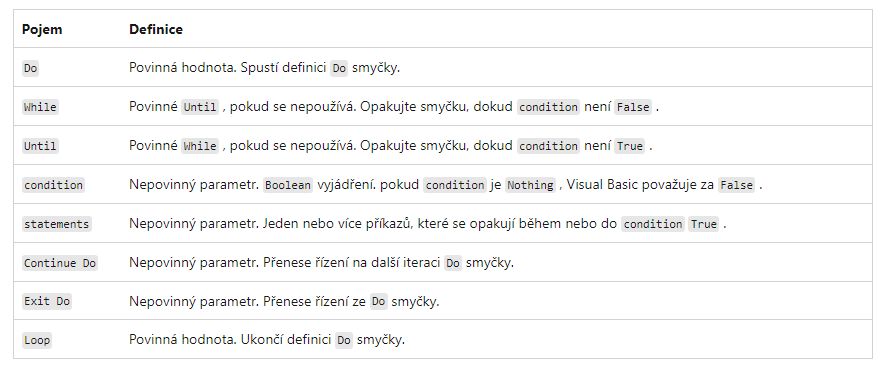 Pojem Definice
Do Povinná hodnota. Spustí definici Do smyčky.
While Povinné Until , pokud se nepoužívá. Opakujte smyčku, dokud condition není False .
Until Povinné While , pokud se nepoužívá. Opakujte smyčku, dokud condition není True .
condition Nepovinný parametr. Boolean vyjádření. pokud condition je Nothing , Visual Basic považuje za False .
statements Nepovinný parametr. Jeden nebo více příkazů, které se opakují během nebo do condition True .
Continue Do Nepovinný parametr. Přenese řízení na další iteraci Do smyčky.
Exit Do Nepovinný parametr. Přenese řízení ze Do smyčky.
Loop Povinná hodnota. Ukončí definici Do smyčky.